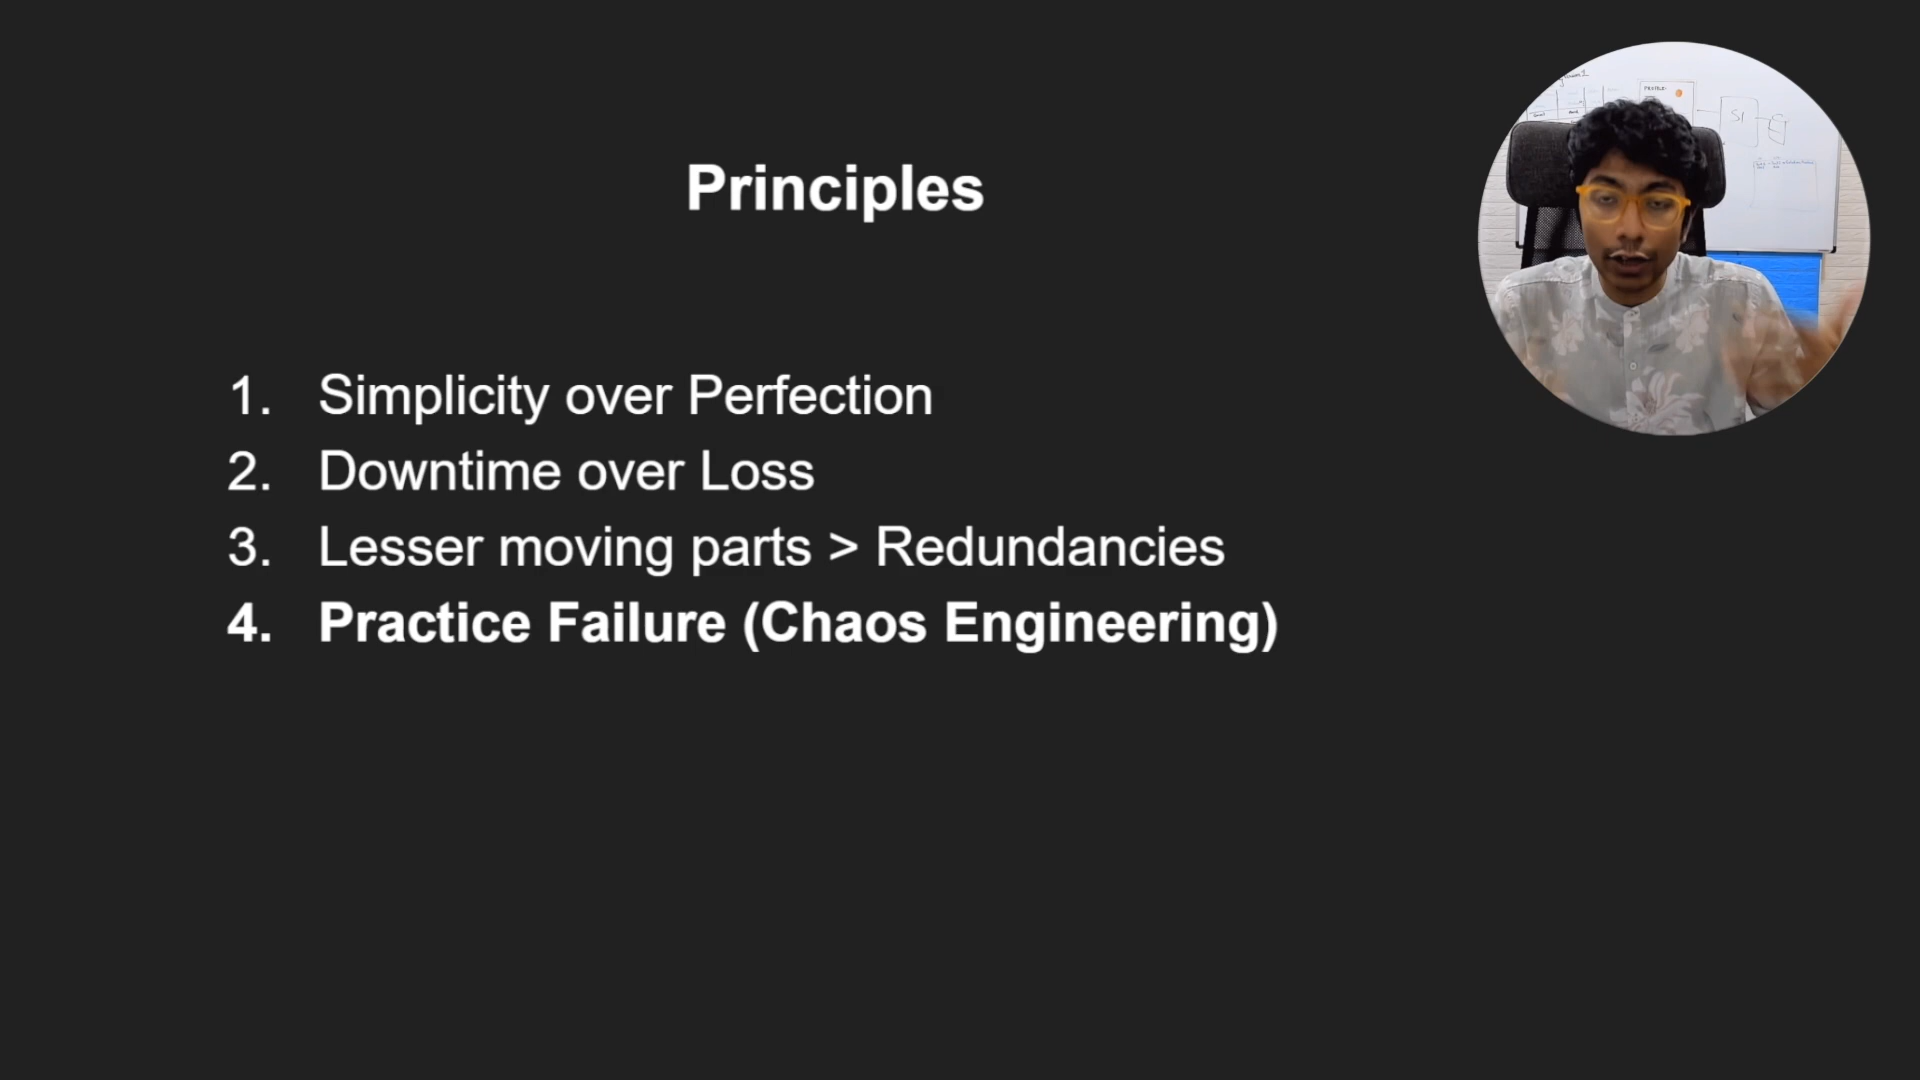 Principles
1. Simplicity over Perfection
2. Downtime over Loss
3. Lesser moving parts > Redundancies
4. Practice Failure (Chaos Engineering)
S1